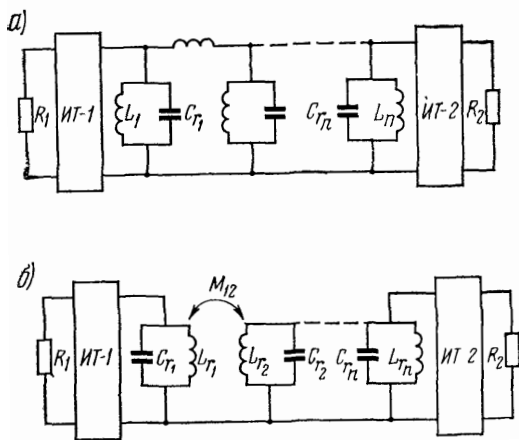 а)
R₁ ИТ-1 L₁ Cr₁ Crₙ Lₙ ИТ-2 R₂
M₁₂
б)
R₁ ИТ-1 Cr₁ Lr₁ Lr₂ Cr₂ Crₙ Lrₙ ИТ 2 R₂